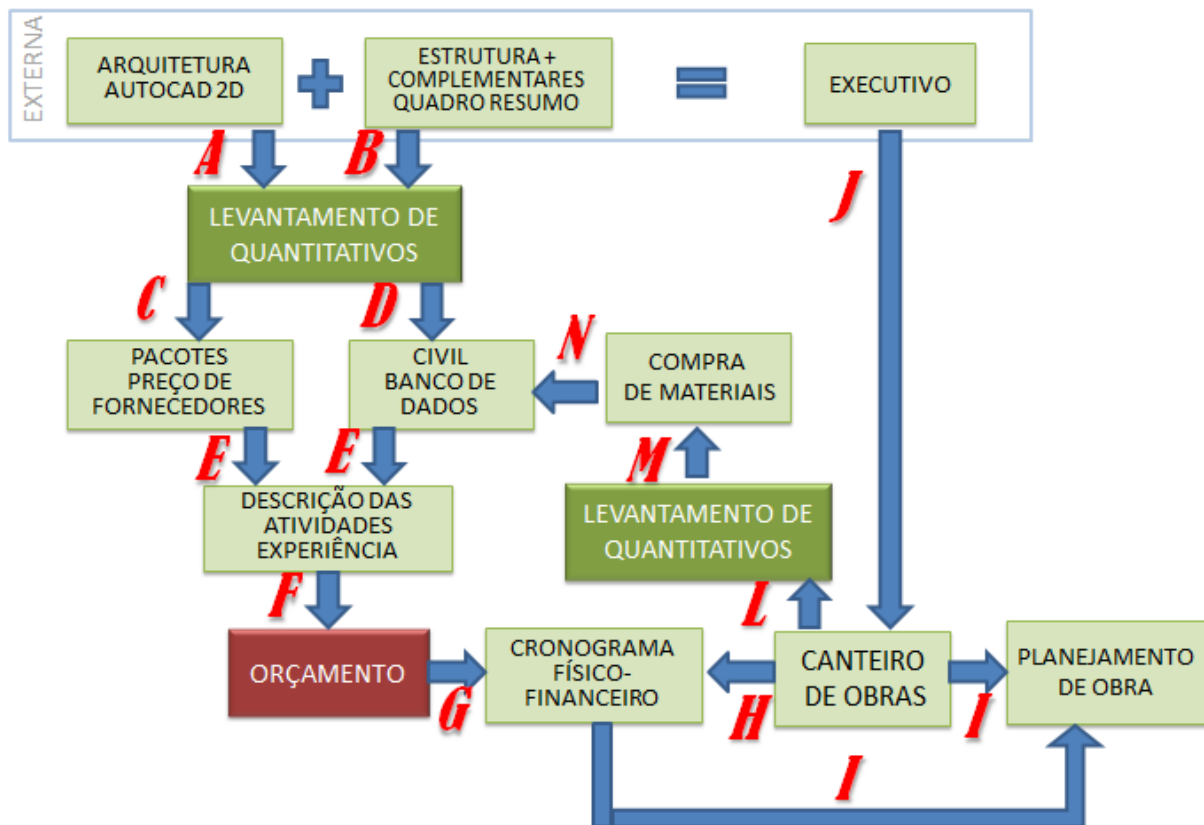 EXTERNA
ARQUITETURA
AUTOCAD 2D
ESTRUTURA +
COMPLEMENTARES
QUADRO RESUMO
EXECUTIVO
A
B
J
LEVANTAMENTO DE
QUANTITATIVOS
C
D
N
PACOTES
PREÇO DE
FORNECEDORES
CIVIL
BANCO DE
DADOS
COMPRA
DE MATERIAIS
E
E
M
DESCRIÇÃO DAS
ATIVIDADES
EXPERIÊNCIA
LEVANTAMENTO DE
QUANTITATIVOS
F
L
ORÇAMENTO
CRONOGRAMA
FÍSICO-
FINANCEIRO
CANTEIRO
DE OBRAS
PLANEJAMENTO
DE OBRA
G
H
I
I